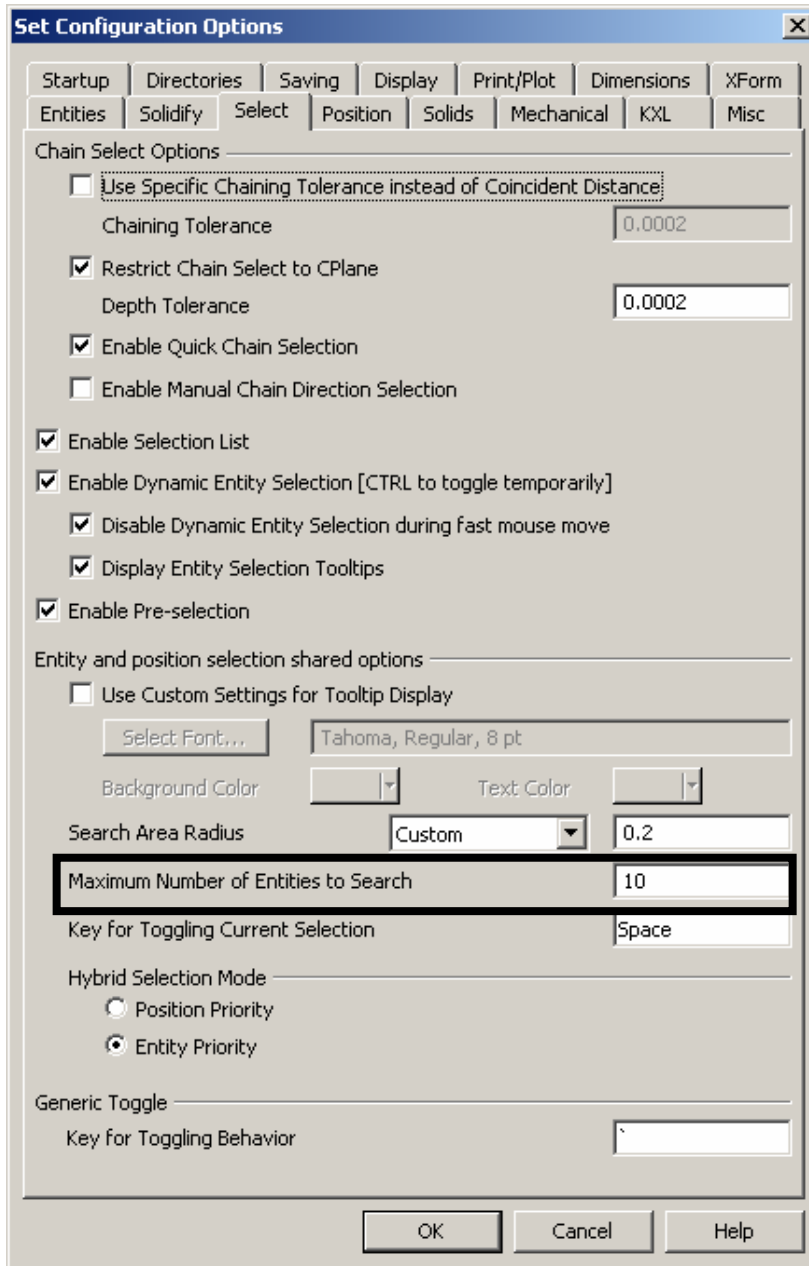 Set Configuration Options
Startup Directories Saving Display Print/Plot Dimensions XForm
Entities Solidify Select Position Solids Mechanical KXL Misc
Chain Select Options
Use Specific Chaining Tolerance instead of Coincident Distance
Chaining Tolerance 0.0002
Restrict Chain Select to CPlane
Depth Tolerance 0.0002
Enable Quick Chain Selection
Enable Manual Chain Direction Selection
Enable Selection List
Enable Dynamic Entity Selection [CTRL to toggle temporarily]
Disable Dynamic Entity Selection during fast mouse move
Display Entity Selection Tooltips
Enable Pre-selection
Entity and position selection shared options
Use Custom Settings for Tooltip Display
Select Font... Tahoma, Regular, 8 pt
Background Color Text Color
Search Area Radius Custom 0.2
Maximum Number of Entities to Search 10
Key for Toggling Current Selection Space
Hybrid Selection Mode
Position Priority
Entity Priority
Generic Toggle
Key for Toggling Behavior `
OK Cancel Help